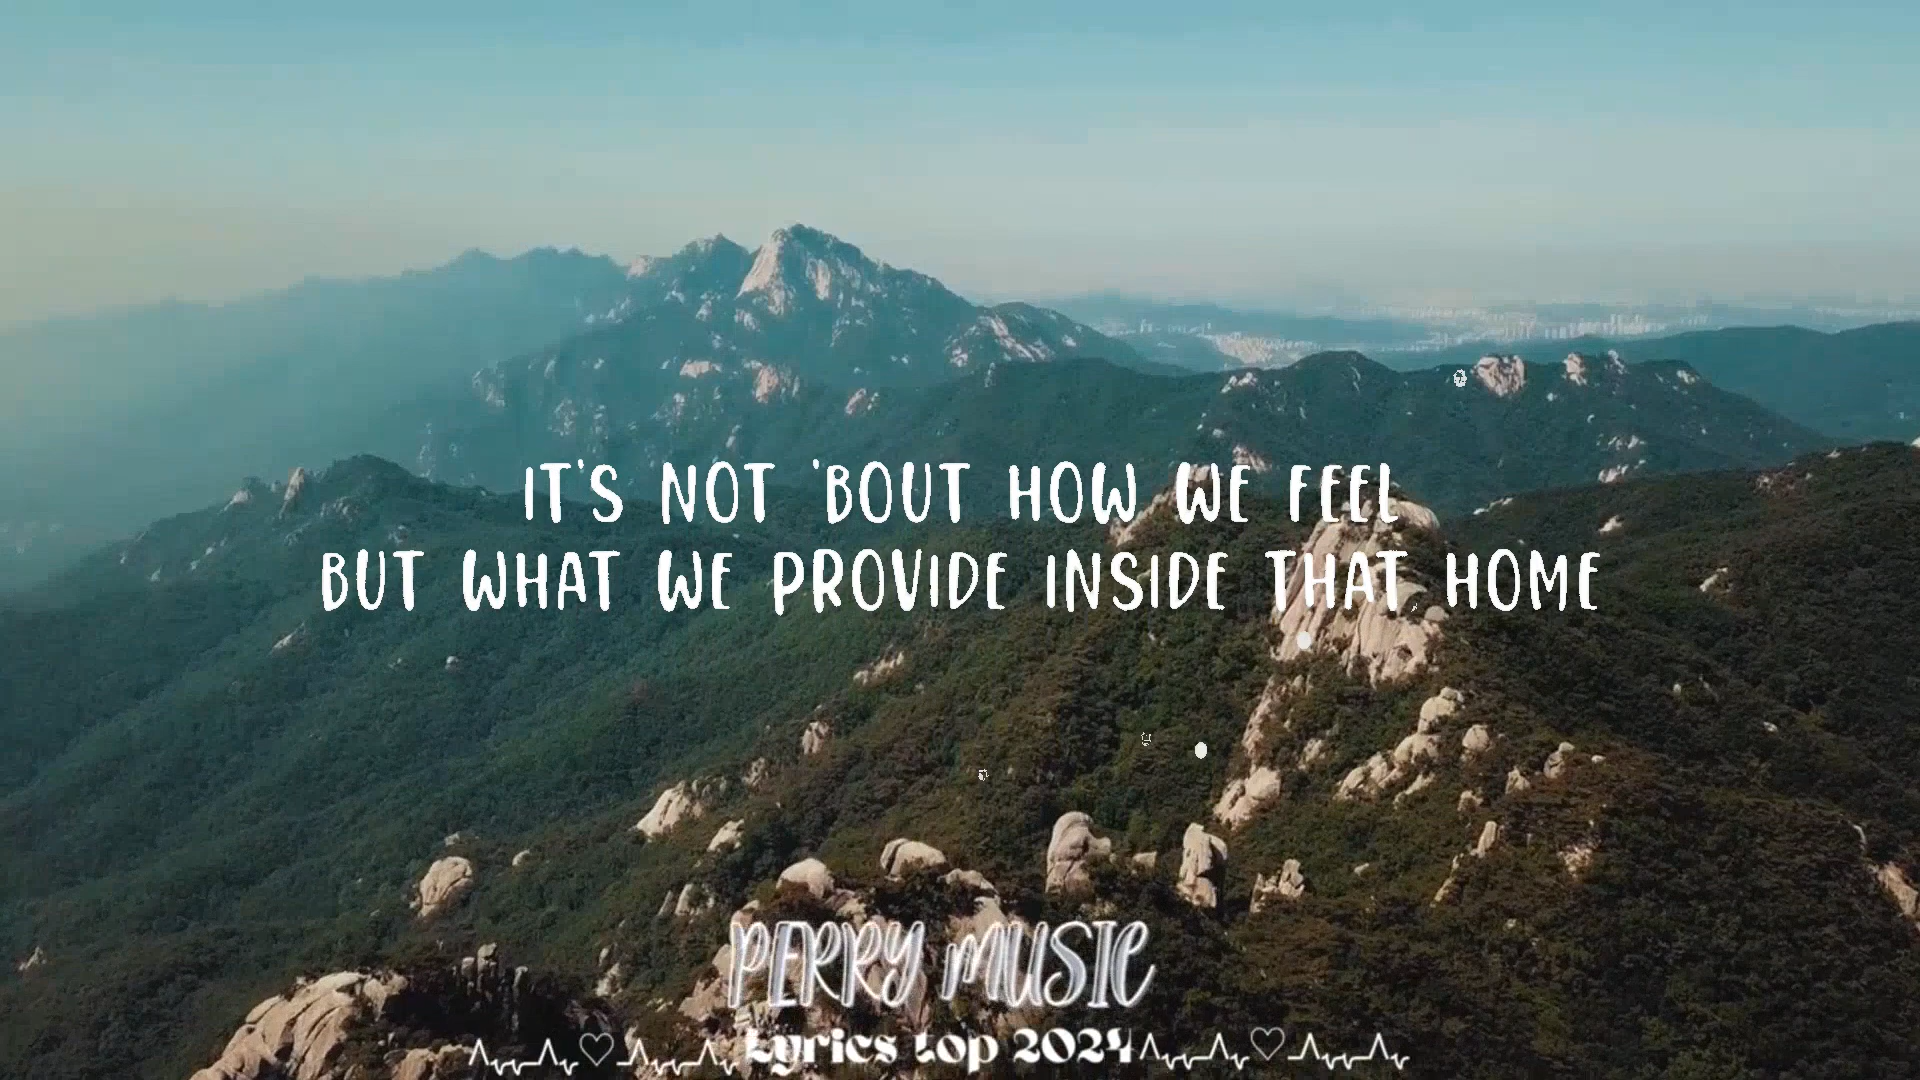 IT'S NOT 'BOUT HOW WE FEEL
BUT WHAT WE PROVIDE INSIDE THAT HOME
PERRY MUSIC
Lyrics top 2024